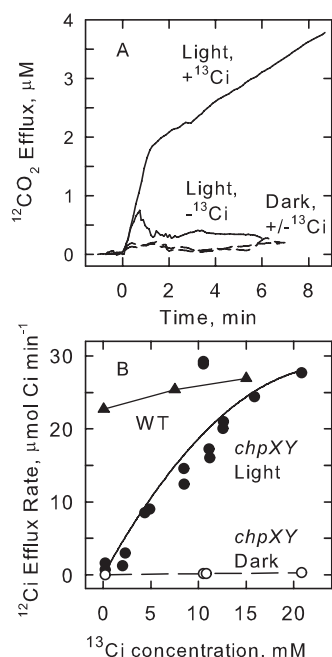 A
Light,
+¹³Ci
Light,
-¹³Ci
Dark,
+/-¹³Ci
4
3
2
1
0
¹²CO₂ Efflux, μM
0 2 4 6 8
Time, min
B
WT
chpXY
Light
chpXY
Dark
30
20
10
0
¹²Ci Efflux Rate, μmol Ci min⁻¹
0 5 10 15 20
¹³Ci concentration, mM